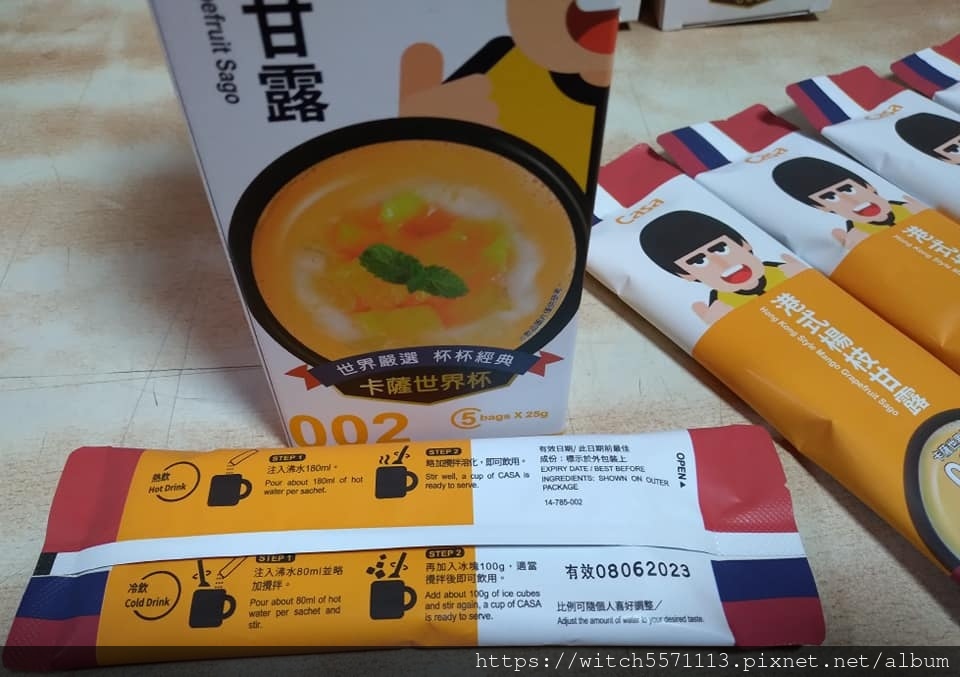 甘露
efruit Sago
世界嚴選 杯杯經典
卡薩世界杯
002
5 bags X 25g
Casa
港式楊枝甘露
Hong Kong Style Mango Grapefruit Sago
Casa
港式
Hong Kong Style
Casa
熱飲
Hot Drink
STEP 1
注入沸水180ml。
Pour about 180ml of hot
water per sachet.
STEP 2
略加攪拌溶化，即可飲用。
Stir well, a cup of CASA is
ready to serve.
有效日期/ 此日期前最佳
成份：標示於外包裝上
EXPIRY DATE / BEST BEFORE
INGREDIENTS: SHOWN ON OUTER
PACKAGE
14-785-002
OPEN
冷飲
Cold Drink
STEP 1
注入沸水80ml並略
加攪拌。
Pour about 80ml of hot
water per sachet and
stir.
STEP 2
再加入冰塊100g，適當
攪拌後即可飲用。
Add about 100g of ice cubes
and stir again, a cup of CASA
is ready to serve.
有效08062023
比例可隨個人喜好調整／
Adjust the amount of water to your desired taste.
https://witch5571113.pixnet.net/album